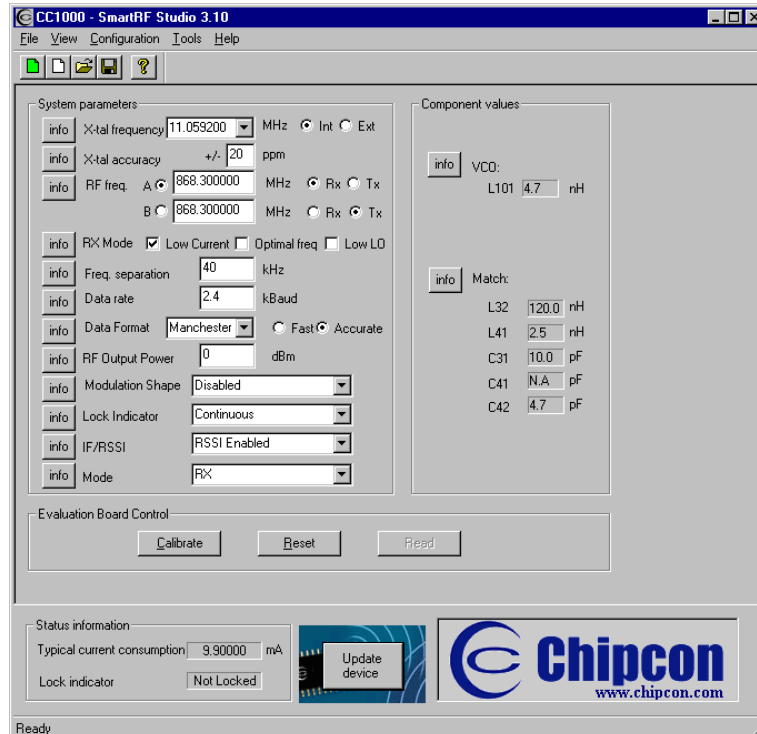 CC1000 - SmartRF Studio 3.10
File View Configuration Tools Help
System parameters
info X-tal frequency 11.059200 MHz Int Ext
info X-tal accuracy +/- 20 ppm
info RF freq. A 868.300000 MHz Rx Tx
B 868.300000 MHz Rx Tx
info RX Mode Low Current Optimal freq Low LO
info Freq. separation 40 kHz
info Data rate 2.4 kBaud
info Data Format Manchester Fast Accurate
info RF Output Power 0 dBm
info Modulation Shape Disabled
info Lock Indicator Continuous
info IF/RSSI RSSI Enabled
info Mode RX
Component values
info VCO:
L101 4.7 nH
info Match:
L32 120.0 nH
L41 2.5 nH
C31 10.0 pF
C41 N.A pF
C42 4.7 pF
Evaluation Board Control
Calibrate Reset Read
Status information
Typical current consumption 9.90000 mA
Lock indicator Not Locked
Update
device
Chipcon
www.chipcon.com
Ready